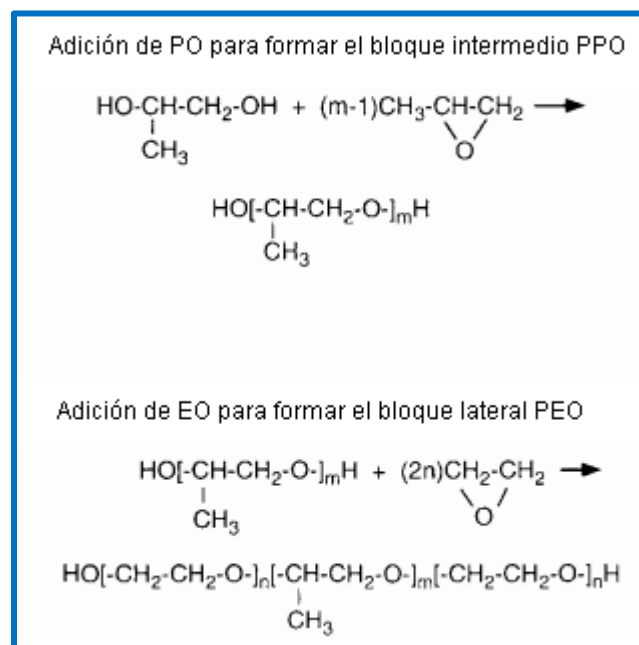 Adición de PO para formar el bloque intermedio PPO
HO-CH-CH₂-OH + (m-1)CH₃-CH-CH₂ →
CH₃
O
HO[-CH-CH₂-O-]ₘH
CH₃
Adición de EO para formar el bloque lateral PEO
HO[-CH-CH₂-O-]ₘH + (2n)CH₂-CH₂ →
CH₃
O
HO[-CH₂-CH₂-O-]ₙ[-CH-CH₂-O-]ₘ[-CH₂-CH₂-O-]ₙH
CH₃